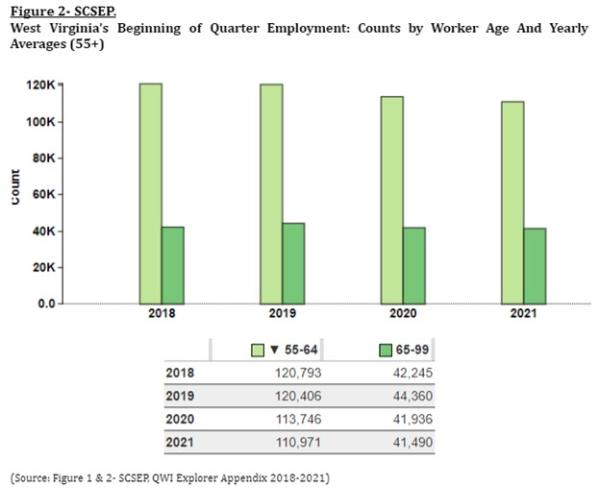 Figure 2- SCSEP.
West Virginia's Beginning of Quarter Employment: Counts by Worker Age And Yearly
Averages (55+)
120K
100K
80K
60K
40K
20K
0.0
Count
2018 2019 2020 2021
▼ 55-64 65-99
2018 120,793 42,245
2019 120,406 44,360
2020 113,746 41,936
2021 110,971 41,490
(Source: Figure 1 & 2- SCSEP. QWI Explorer Appendix 2018-2021)